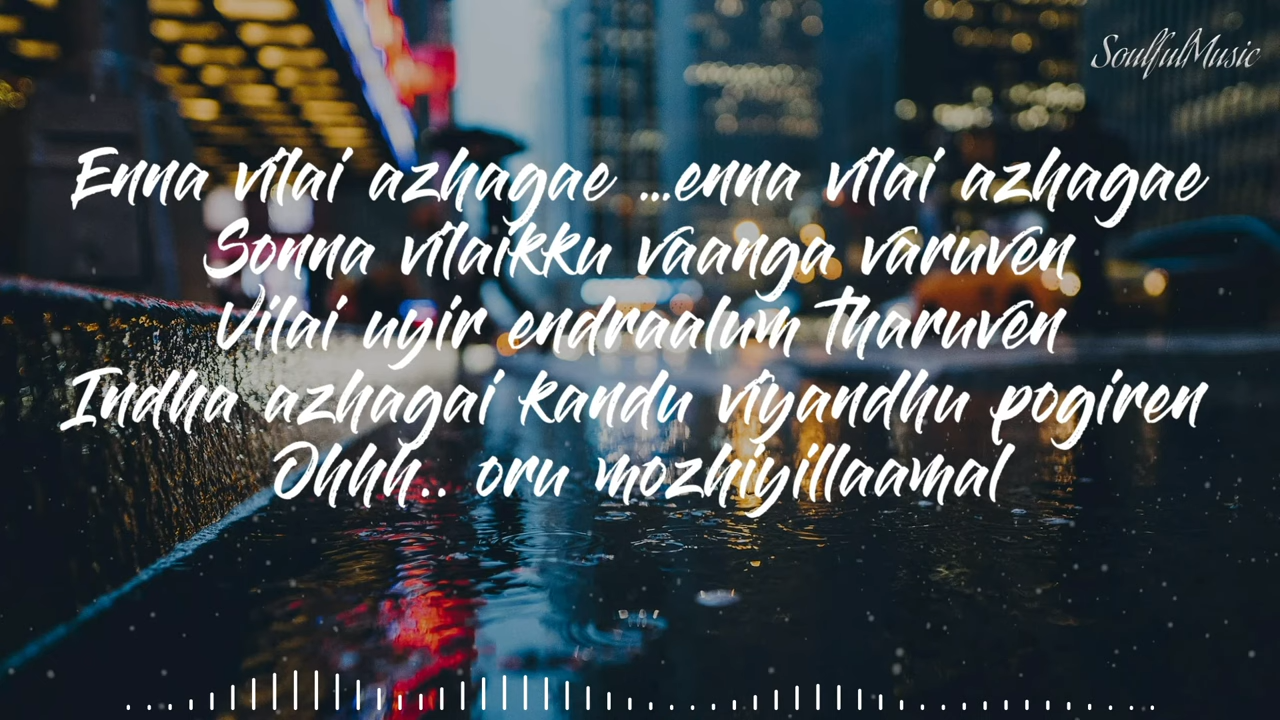 SoulfulMusic
Enna vilai azhagae ...enna vilai azhagae
Sonna vilaikku vaanga varuven
Vilai uyir endraalum Tharuven
Indha azhagai kandu viyandhu pogiren
Ohhh.. oru mozhiyillaamal